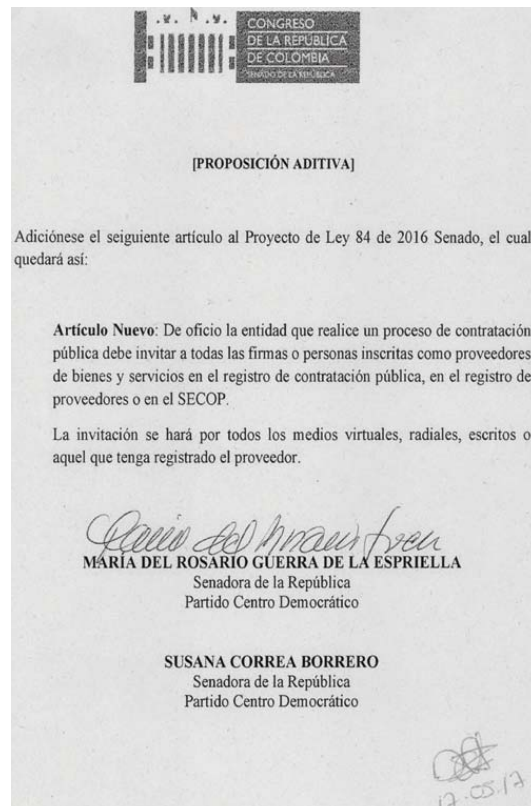 CONGRESO
DE LA REPÚBLICA
DE COLOMBIA
SENADO DE LA REPÚBLICA
[PROPOSICIÓN ADITIVA]
Adiciónese el seiguiente artículo al Proyecto de Ley 84 de 2016 Senado, el cual
quedará así:
Artículo Nuevo: De oficio la entidad que realice un proceso de contratación
pública debe invitar a todas las firmas o personas inscritas como proveedores
de bienes y servicios en el registro de contratación pública, en el registro de
proveedores o en el SECOP.
La invitación se hará por todos los medios virtuales, radiales, escritos o
aquel que tenga registrado el proveedor.
MARÍA DEL ROSARIO GUERRA DE LA ESPRIELLA
Senadora de la República
Partido Centro Democrático
SUSANA CORREA BORRERO
Senadora de la República
Partido Centro Democrático
17.05.17